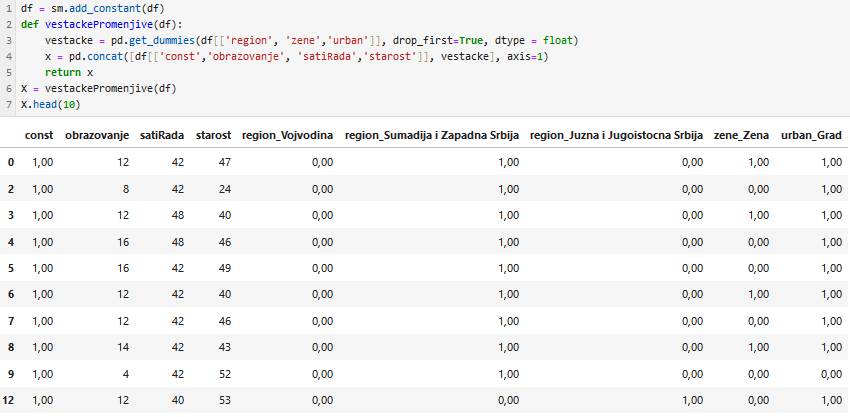 1 df = sm.add_constant(df)
2 def vestackePromenjive(df):
3 vestacke = pd.get_dummies(df[['region', 'zene','urban']], drop_first=True, dtype = float)
4 x = pd.concat([df[['const','obrazovanje', 'satiRada','starost']], vestacke], axis=1)
5 return x
6 X = vestackePromenjive(df)
7 X.head(10)
const obrazovanje satiRada starost region_Vojvodina region_Sumadija i Zapadna Srbija region_Juzna i Jugoistocna Srbija zene_Zena urban_Grad
0 1,00 12 42 47 0,00 1,00 0,00 1,00 1,00
2 1,00 8 42 24 0,00 1,00 0,00 0,00 1,00
3 1,00 12 48 40 0,00 1,00 0,00 1,00 1,00
4 1,00 16 48 46 0,00 1,00 0,00 0,00 1,00
5 1,00 16 42 49 0,00 1,00 0,00 0,00 1,00
6 1,00 12 42 40 0,00 1,00 0,00 1,00 1,00
7 1,00 12 42 46 0,00 1,00 0,00 0,00 1,00
8 1,00 14 42 43 0,00 1,00 0,00 1,00 1,00
9 1,00 4 42 52 0,00 1,00 0,00 0,00 0,00
12 1,00 12 40 53 0,00 0,00 1,00 0,00 1,00